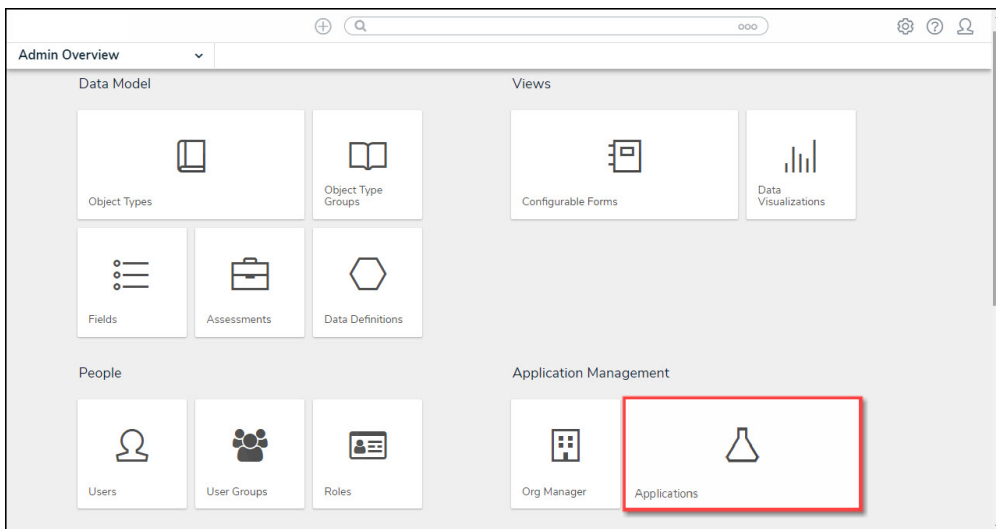 ooo
Admin Overview
Data Model
Object Types
Object Type
Groups
Fields
Assessments
Data Definitions
Views
Configurable Forms
Data
Visualizations
People
Users
User Groups
Roles
Application Management
Org Manager
Applications